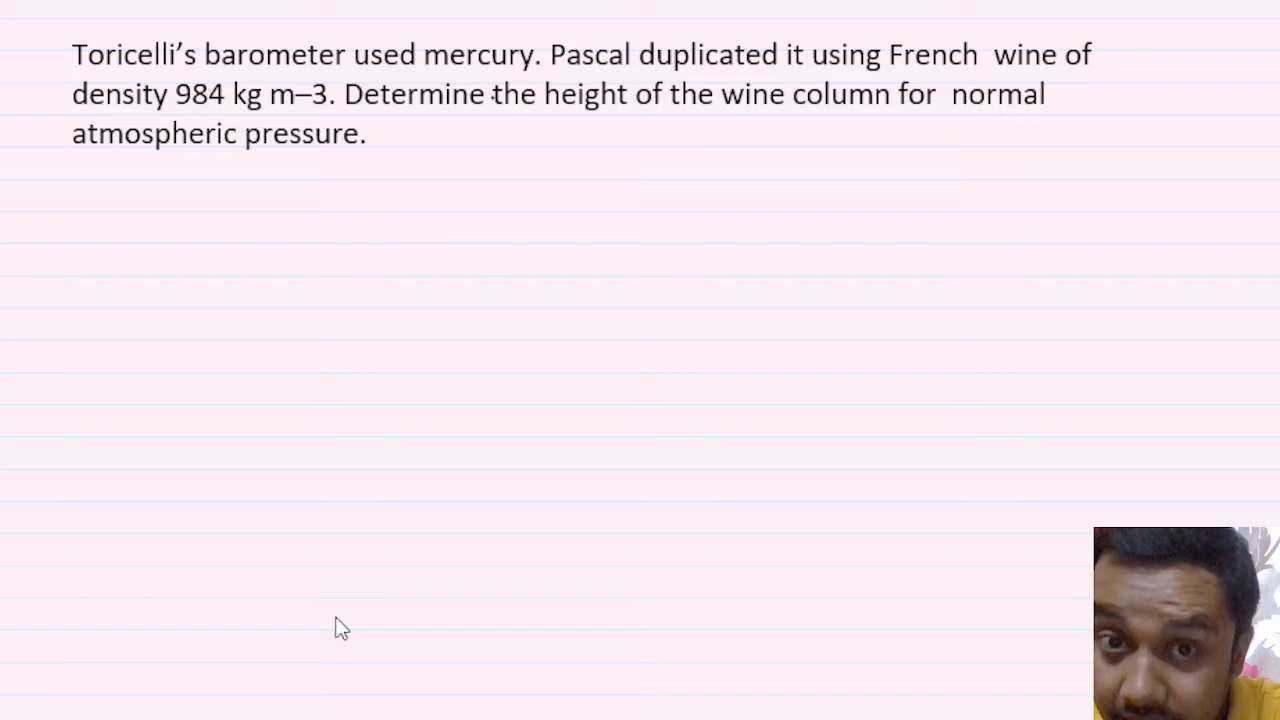 Toricelli’s barometer used mercury. Pascal duplicated it using French  wine of
density 984 kg m–3. Determine the height of the wine column for  normal
atmospheric pressure.